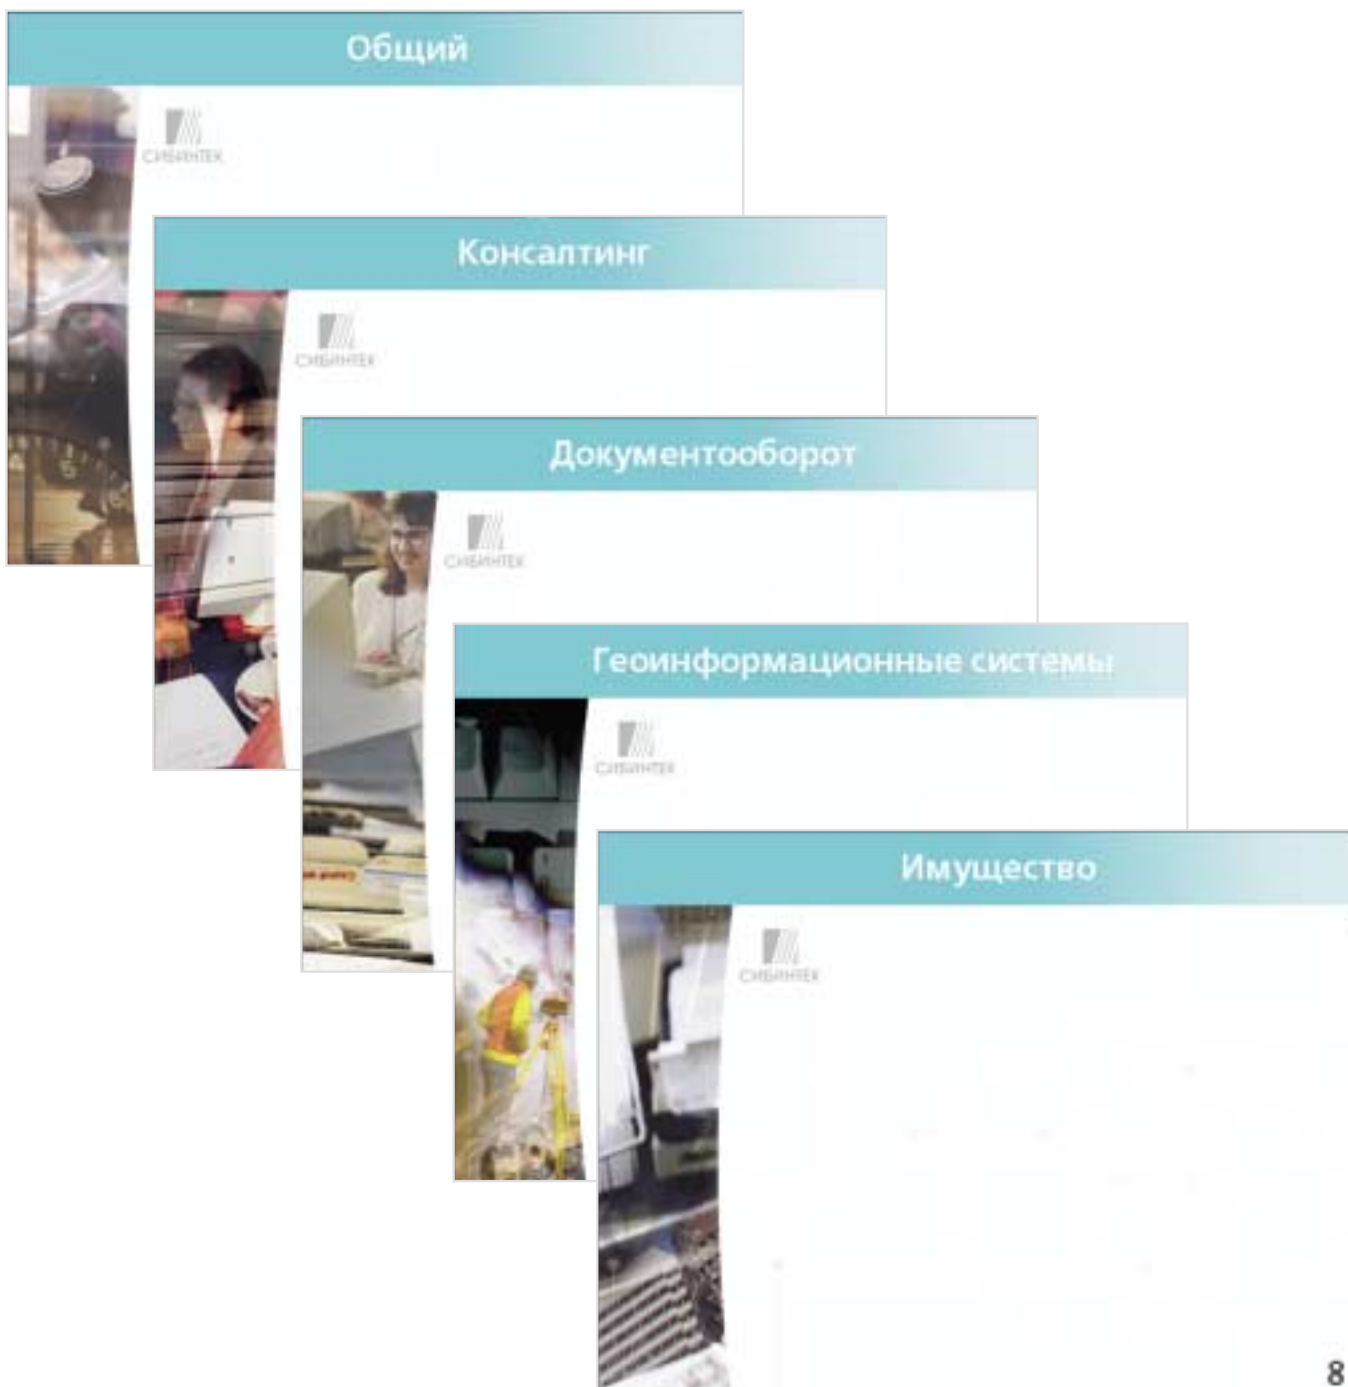 Общий
СИБИНТЕК
Консалтинг
СИБИНТЕК
Документооборот
СИБИНТЕК
Геоинформационные системы
СИБИНТЕК
Имущество
СИБИНТЕК
8